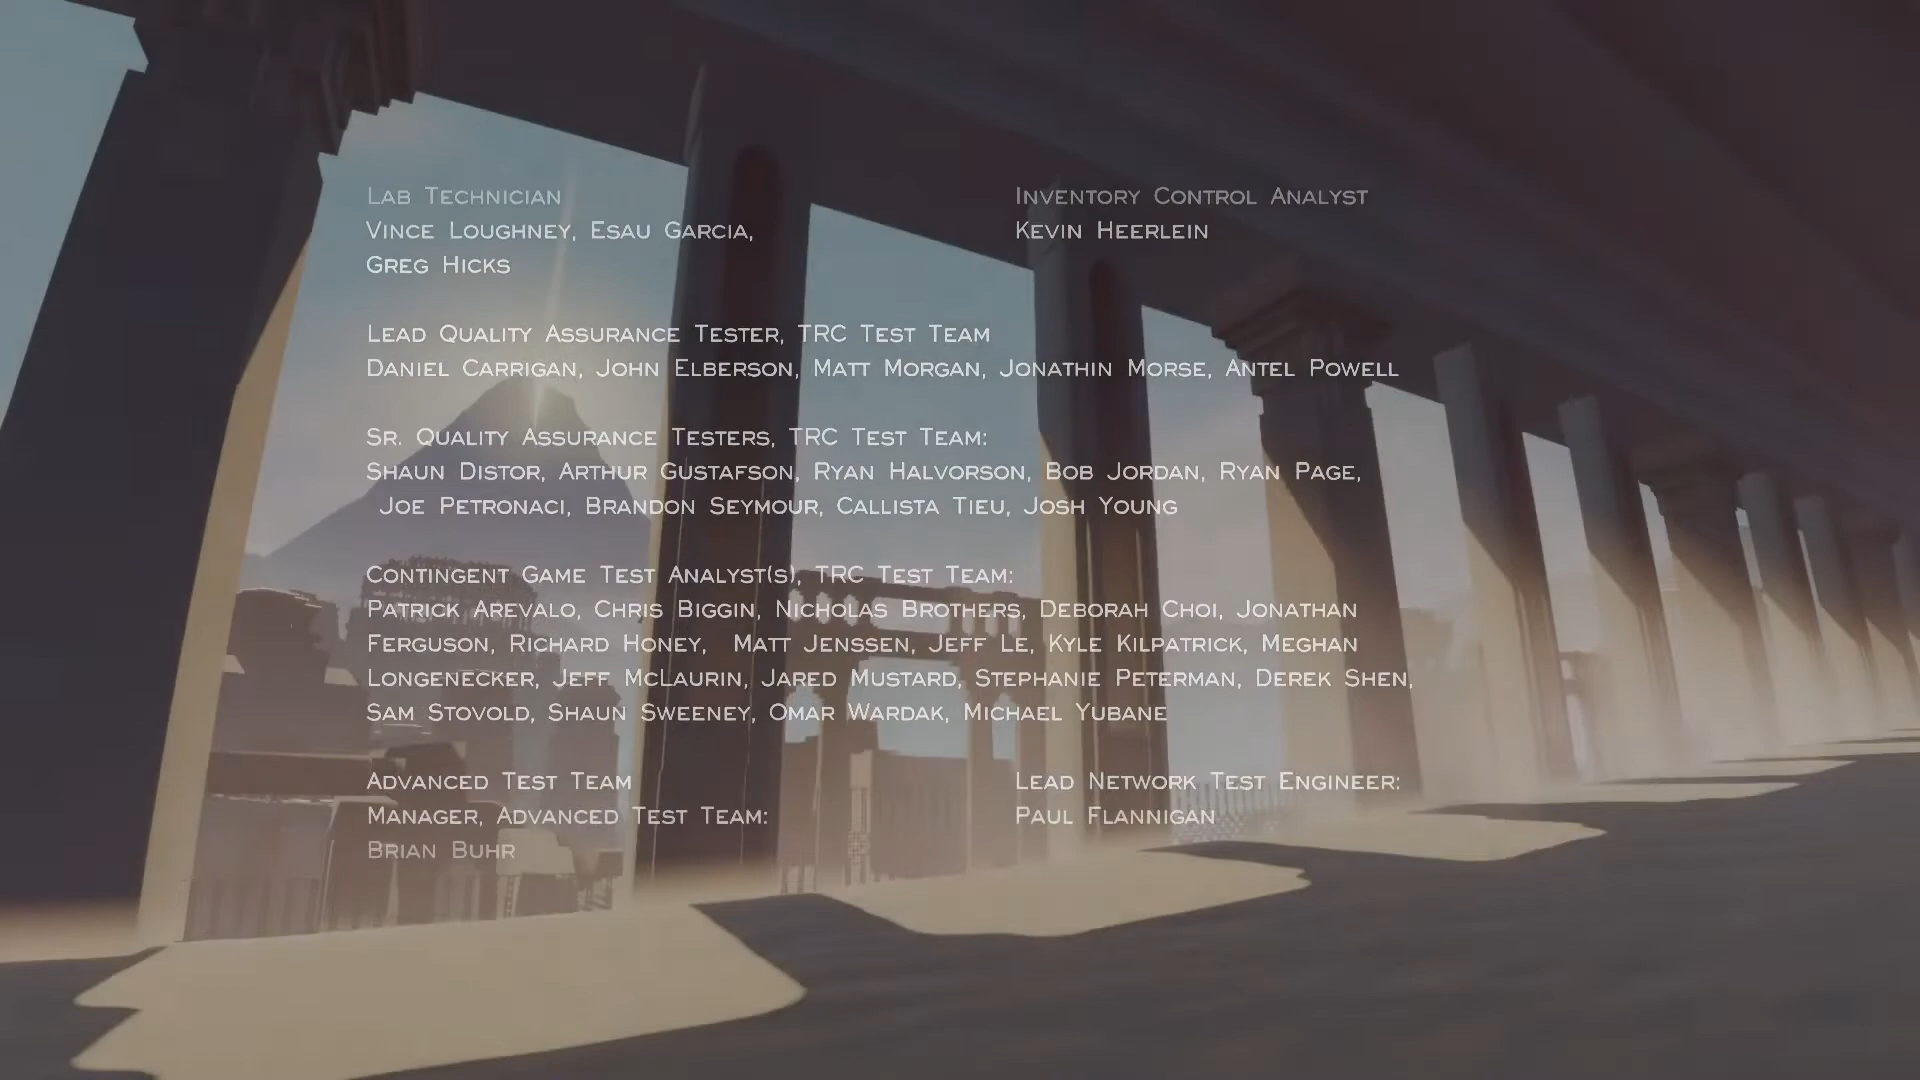 Lab Technician
Vince Loughney, Esau Garcia,
Greg Hicks
Inventory Control Analyst
Kevin Heerlein
Lead Quality Assurance Tester, TRC Test Team
Daniel Carrigan, John Elberson, Matt Morgan, Jonathin Morse, Antel Powell
Sr. Quality Assurance Testers, TRC Test Team:
Shaun Distor, Arthur Gustafson, Ryan Halvorson, Bob Jordan, Ryan Page,
Joe Petronaci, Brandon Seymour, Callista Tieu, Josh Young
Contingent Game Test Analyst(s), TRC Test Team:
Patrick Arevalo, Chris Biggin, Nicholas Brothers, Deborah Choi, Jonathan
Ferguson, Richard Honey, Matt Jenssen, Jeff Le, Kyle Kilpatrick, Meghan
Longenecker, Jeff McLaurin, Jared Mustard, Stephanie Peterman, Derek Shen,
Sam Stovold, Shaun Sweeney, Omar Wardak, Michael Yubane
Advanced Test Team
Manager, Advanced Test Team:
Brian Buhr
Lead Network Test Engineer:
Paul Flannigan